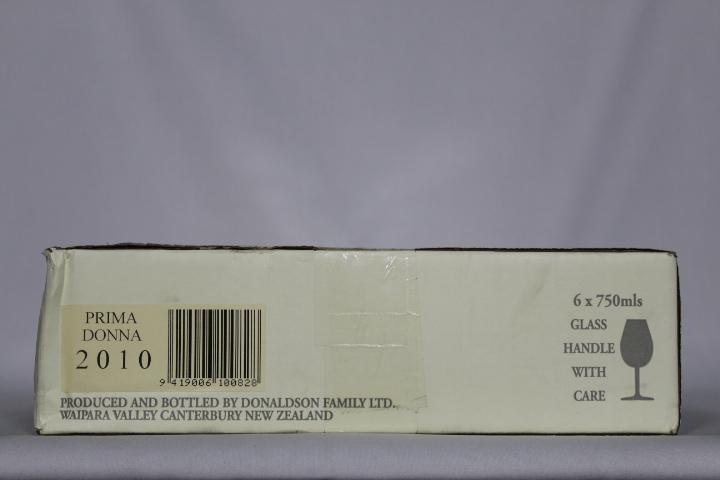 PRIMA
DONNA
2010
9 419006 100828
PRODUCED AND BOTTLED BY DONALDSON FAMILY LTD.
WAIPARA VALLEY CANTERBURY NEW ZEALAND
6 x 750mls
GLASS
HANDLE
WITH
CARE